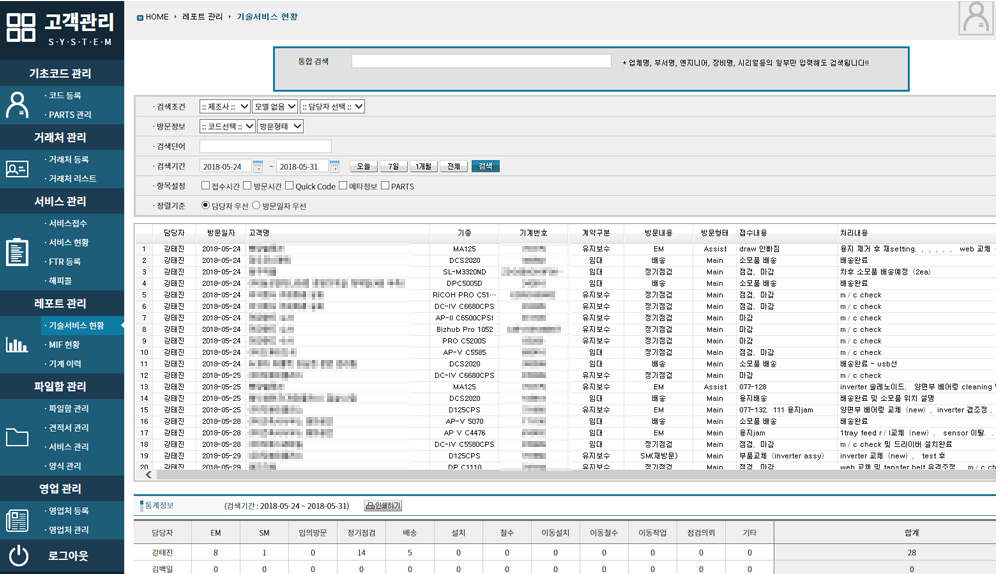 고객관리
S·Y·S·T·E·M
기초코드 관리
· 코드 등록
· PARTS 관리
거래처 관리
· 거래처 등록
· 거래처 리스트
서비스 관리
· 서비스접수
· 서비스 현황
· FTR 등록
· 해피콜
레포트 관리
· 기술서비스 현황
· MIF 현황
· 기계 이력
파일함 관리
· 파일함 관리
· 견적서 관리
· 서비스 관리
· 양식 관리
영업 관리
· 영업처 등록
· 영업처 관리
로그아웃
HOME › 레포트 관리 › 기술서비스 현황
통합 검색 * 업체명, 부서명, 엔지니어, 장비명, 시리얼등의 일부만 입력해도 검색됩니다!!
· 검색조건 :: 제조사 :: 모델 없음 :: 담당자 선택 ::
· 방문정보 :: 코드선택 :: 방문형태
· 검색단어
· 검색기간 2018-05-24 ~ 2018-05-31 오늘 7일 1개월 전체 검색
· 항목설정 접수시간 방문시간 Quick Code 메타정보 PARTS
· 정렬기준 담당자 우선 방문일자 우선
담당자 방문일자 고객명 기종 기계번호 계약구분 방문내용 방문형태 접수내용 처리내용
1 강태진 2018-05-24 MA125 유지보수 EM Assist draw 안빠짐 용지 제거 후 재setting, , , , , , web 교체
2 강태진 2018-05-24 DCS2020 임대 배송 Main 소모품 배송 배송완료
3 강태진 2018-05-24 SL-M3320ND 임대 정기점검 Main 점검, 마감 차후 소모품 배송예정 (2ea)
4 강태진 2018-05-24 DPC5005D 임대 배송 Main 소모품 배송 배송완료
5 강태진 2018-05-24 RICOH PRO C51··· 유지보수 정기점검 Main 점검, 마감 m / c check
6 강태진 2018-05-24 DC-IV C6680CPS 유지보수 정기점검 Main 점검, 마감 m / c check
7 강태진 2018-05-24 AP-II C6500CPSI 유지보수 정기점검 Main 마감 m / c check
8 강태진 2018-05-24 Bizhub Pro 1052 유지보수 정기점검 Main 마감 m / c check
9 강태진 2018-05-24 PRO C5200S 유지보수 정기점검 Main 마감 m / c check
10 강태진 2018-05-24 AP-V C5585 임대 정기점검 Main 점검, 마감 m / c check
11 강태진 2018-05-24 DCS2020 임대 배송 Main 소모품 배송 배송완료 - usb선
12 강태진 2018-05-25 DC-IV C6680CPS 유지보수 정기점검 Main 마감 m / c check
13 강태진 2018-05-25 MA125 유지보수 EM Assist 077-128 inverter 솔레노이드, 양면부 베어링 cleaning
14 강태진 2018-05-25 DCS2020 임대 배송 Main 용지배송 배송완료 및 소모품 위치 설명
15 강태진 2018-05-25 D125CPS 유지보수 EM Main 077-132, 111 용지jam 양면부 베어링 교체 (new) , inverter 갭조정,
16 강태진 2018-05-28 AP-V 5070 임대 배송 Main 소모품 배송 배송완료
17 강태진 2018-05-28 AP V C4476 임대 EM Main 용지jam 1tray feed r / l교체 (new) , sensor 이탈,
18 강태진 2018-05-28 DC-IV C5580CPS 임대 정기점검 Main 점검, 마감 m / c check 및 드라이버 설치완료
19 강태진 2018-05-29 D125CPS 유지보수 SM(재방문) Main 부품교체 (inverter assy) inverter 교체 (new) , test 후
20 강태진 2018-05-29 DP C1110 유지보수 정기점검 Main 점검, 마감 web 교체 및 tansfer belt 유격조정, m / c che
통계정보 (검색기간 : 2018-05-24 ~ 2018-05-31) 인쇄하기
담당자 EM SM 임의방문 정기점검 배송 설치 철수 이동설치 이동철수 이동작업 점검의뢰 기타 합계
강태진 8 1 0 14 5 0 0 0 0 0 0 0 28
김백일 0 0 0 0 0 0 0 0 0 0 0 0 0